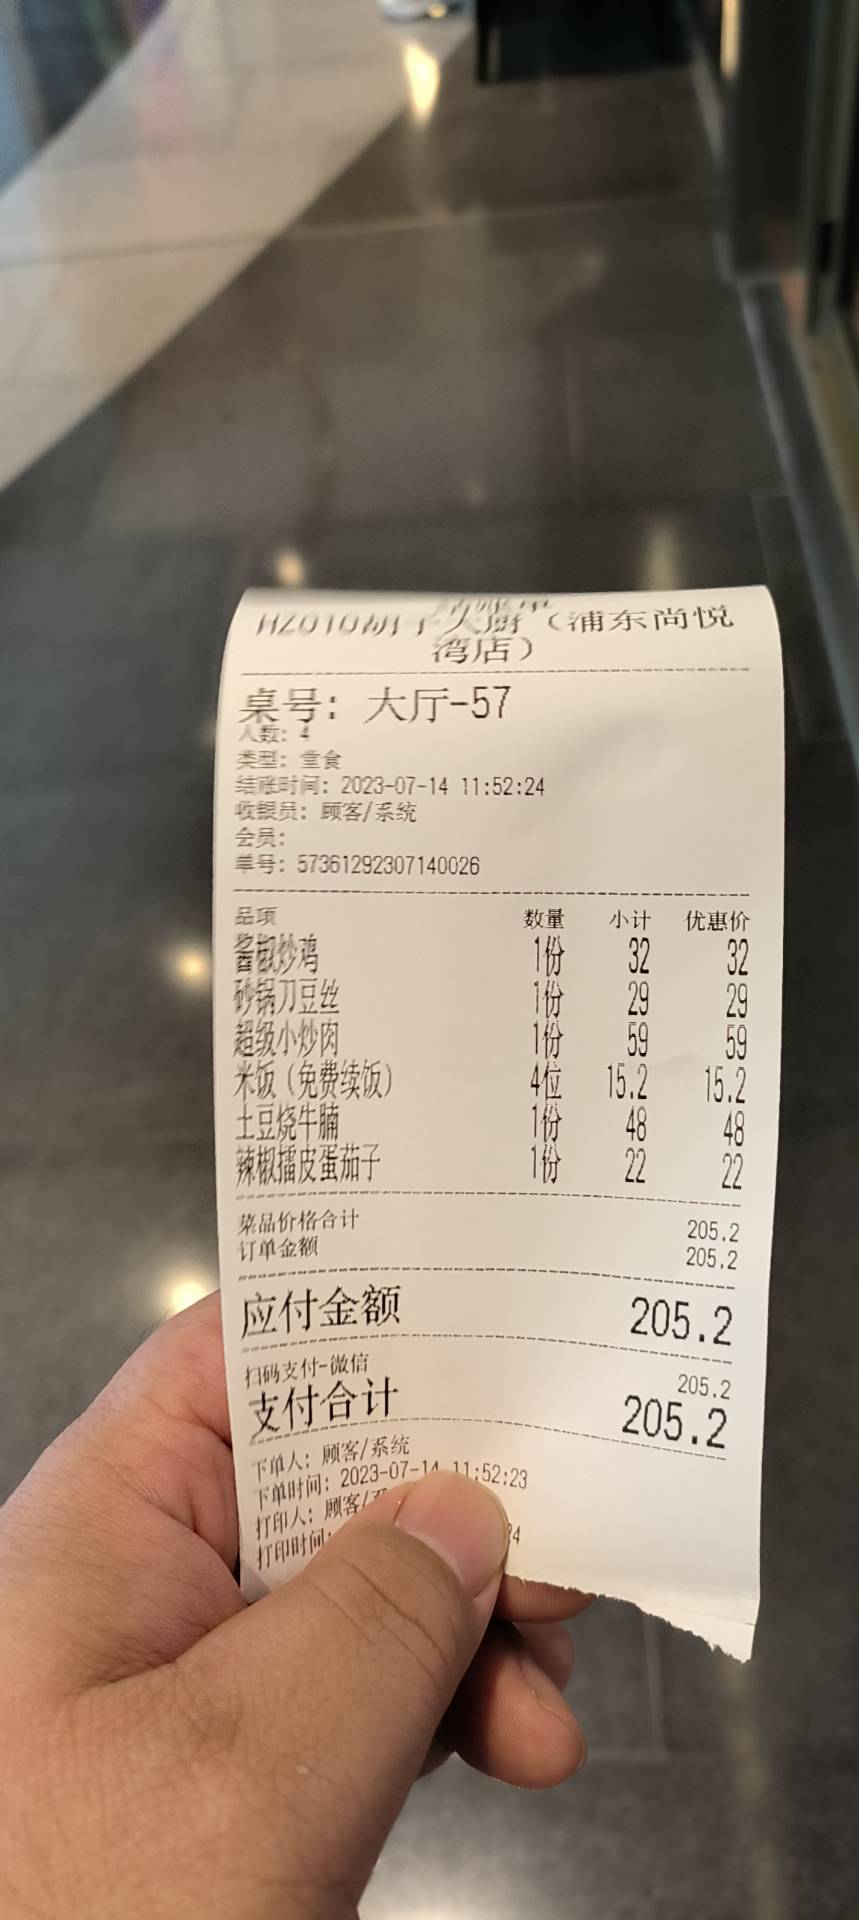 结账单
HZ010胡子大厨（浦东尚悦
湾店）
桌号：大厅-57
人数：4
类型：堂食
结账时间：2023-07-14 11:52:24
收银员：顾客/系统
会员：
单号：57361292307140026
品项 数量 小计 优惠价
酱椒炒鸡 1份 32 32
砂锅刀豆丝 1份 29 29
超级小炒肉 1份 59 59
米饭（免费续饭） 4位 15.2 15.2
土豆烧牛腩 1份 48 48
辣椒擂皮蛋茄子 1份 22 22
菜品价格合计 205.2
订单金额 205.2
应付金额 205.2
扫码支付-微信 205.2
支付合计 205.2
下单人：顾客/系统
下单时间：2023-07-14 11:52:23
打印人：顾客/
打印时间: 24